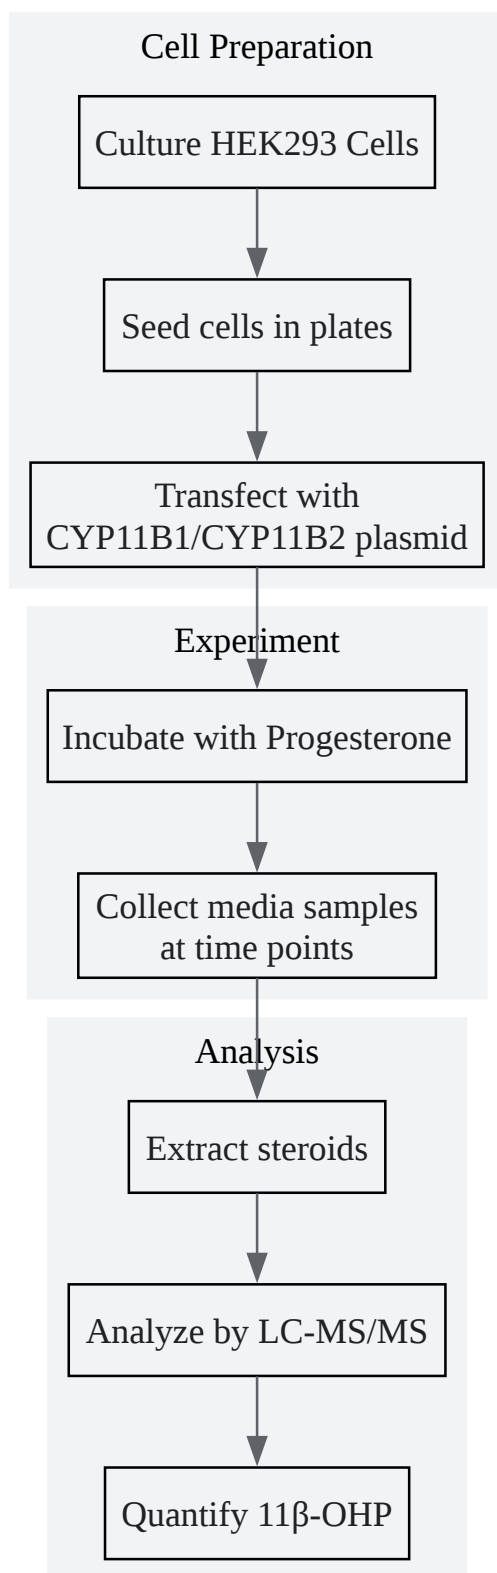 Cell Preparation
Culture HEK293 Cells
Seed cells in plates
Transfect with
CYP11B1/CYP11B2 plasmid
Experiment
Incubate with Progesterone
Collect media samples
at time points
Analysis
Extract steroids
Analyze by LC-MS/MS
Quantify 11β-OHP